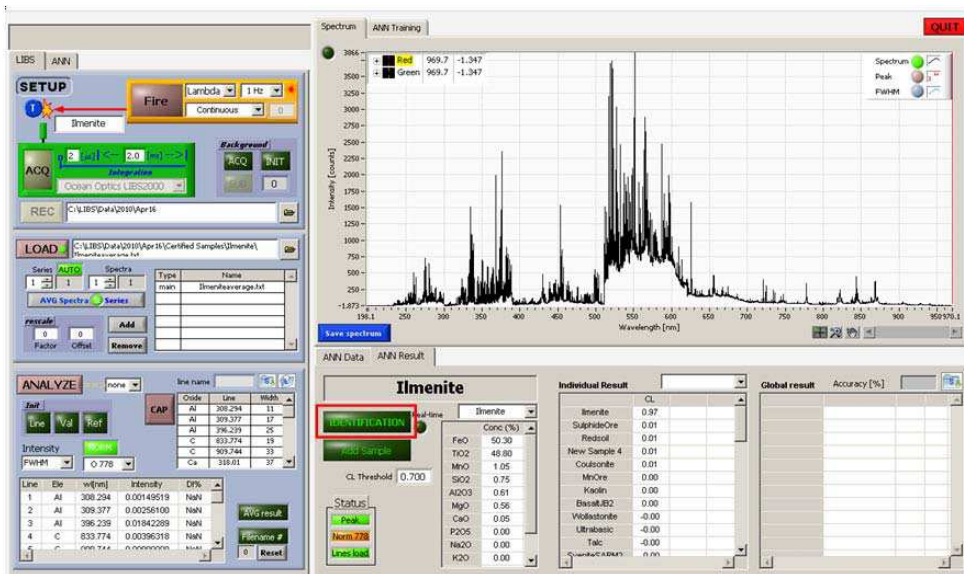 Spectrum ANN Training QUIT
LIBS ANN
SETUP
Fire Lambda 1 Hz
Continuous 0
Ilmenite
ACQ 2 [µs] |<-- 2.0 [ms] -->|
Integration
Ocean Optics LIBS2000
Background
ACQ INIT
0
REC C:\LIBS\Data\2010\Apr16
LOAD C:\LIBS\Data\2010\Apr16\Certified Samples\Ilmenite\
Ilmeniteaverage.txt
Series AUTO Spectra
1 1 1 1
AVG Spectra Series
rescale
0 0
Factor Offset
Add
Remove
Type Name
main Ilmeniteaverage.txt
ANALYZE none line name
Init
Line Val Ref
CAP
Intensity
FWHM O 778
Oxide Line Width
Al 308.294 11
Al 309.377 17
Al 396.239 25
C 833.774 19
C 909.744 33
Ca 318.01 37
Line Ele wl[nm] Intensity DI%
1 Al 308.294 0.00149519 NaN
2 Al 309.377 0.00256100 NaN
3 Al 396.239 0.01842289 NaN
4 C 833.774 0.00396318 NaN
AVG result
Filename #
0 Reset
Red 969.7 -1.347
Green 969.7 -1.347
Spectrum
Peak
FWHM
Intensity [counts]
3866
3500
3250
3000
2750
2500
2250
2000
1750
1500
1250
1000
750
500
250
-1.873
198.1 250 300 350 400 450 500 550 600 650 700 750 800 850 900 950 970.1
Wavelength [nm]
Save spectrum
ANN Data ANN Result
Ilmenite
IDENTIFICATION Real-time Ilmenite
Add Sample
CL Threshold 0.700
Status
Peak
Norm.778
Lines load
Conc (%)
FeO 50.30
TiO2 48.80
MnO 1.05
SiO2 0.75
Al2O3 0.61
MgO 0.56
CaO 0.05
P2O5 0.00
Na2O 0.00
K2O 0.00
Individual Result
CL
Ilmenite 0.97
SulphideOre 0.01
Redsoil 0.01
New Sample 4 0.01
Coulsonite 0.01
MnOre 0.00
Kaolin 0.00
BasaltJB2 0.00
Wollastonite -0.00
Ultrabasic -0.00
Talc -0.00
SyeniteSARM2 0.00
Global result Accuracy [%]